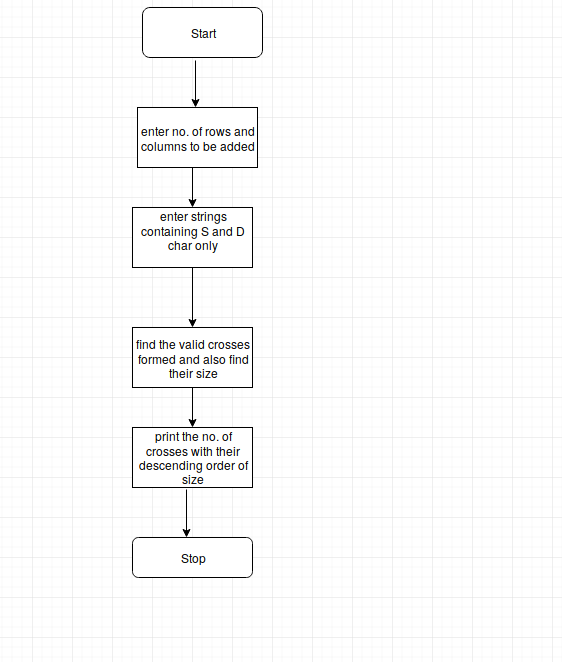 Start
enter no. of rows and
columns to be added
enter strings
containing S and D
char only
find the valid crosses
formed and also find
their size
print the no. of
crosses with their
descending order of
size
Stop